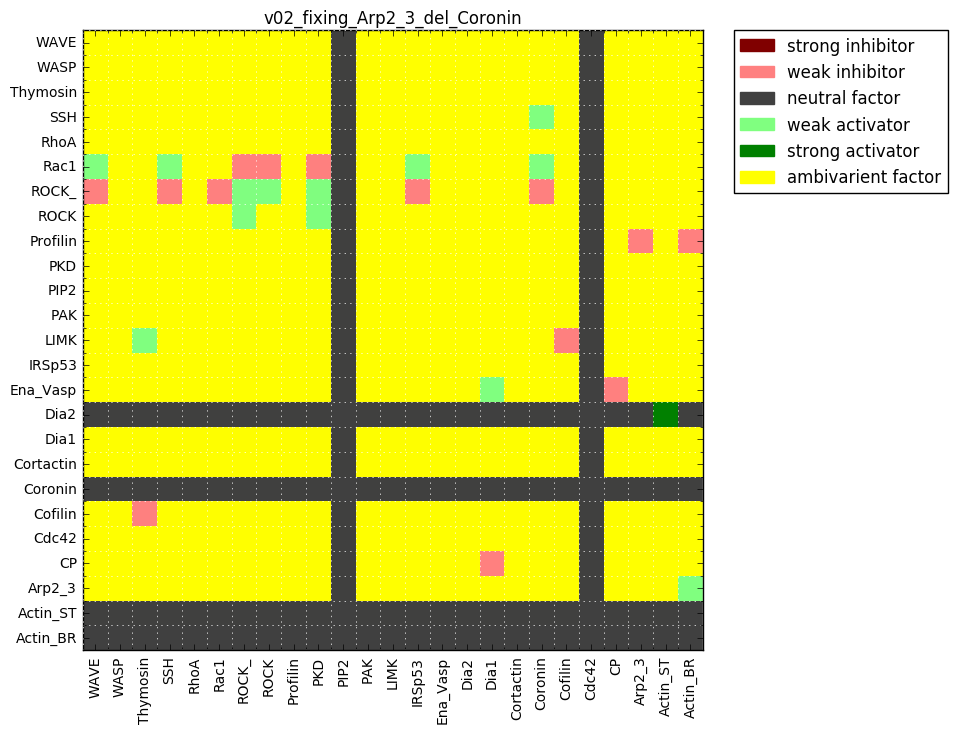 v02_fixing_Arp2_3_del_Coronin
WAVE
WASP
Thymosin
SSH
RhoA
Rac1
ROCK_
ROCK
Profilin
PKD
PIP2
PAK
LIMK
IRSp53
Ena_Vasp
Dia2
Dia1
Cortactin
Coronin
Cofilin
Cdc42
CP
Arp2_3
Actin_ST
Actin_BR
WAVE
WASP
Thymosin
SSH
RhoA
Rac1
ROCK_
ROCK
Profilin
PKD
PIP2
PAK
LIMK
IRSp53
Ena_Vasp
Dia2
Dia1
Cortactin
Coronin
Cofilin
Cdc42
CP
Arp2_3
Actin_ST
Actin_BR
strong inhibitor
weak inhibitor
neutral factor
weak activator
strong activator
ambivarient factor